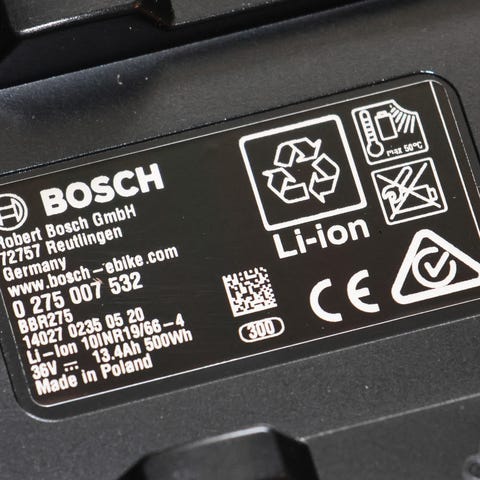 BOSCH
Robert Bosch GmbH
72757 Reutlingen
Germany
www.bosch-ebike.com
0 275 007 532
BBR275
14027 0235 05 20
Li-Ion 10INR19/66-4
36V ⎓ 13.4Ah 500Wh
Made in Poland
Li-ion
300
max 50°C
CE